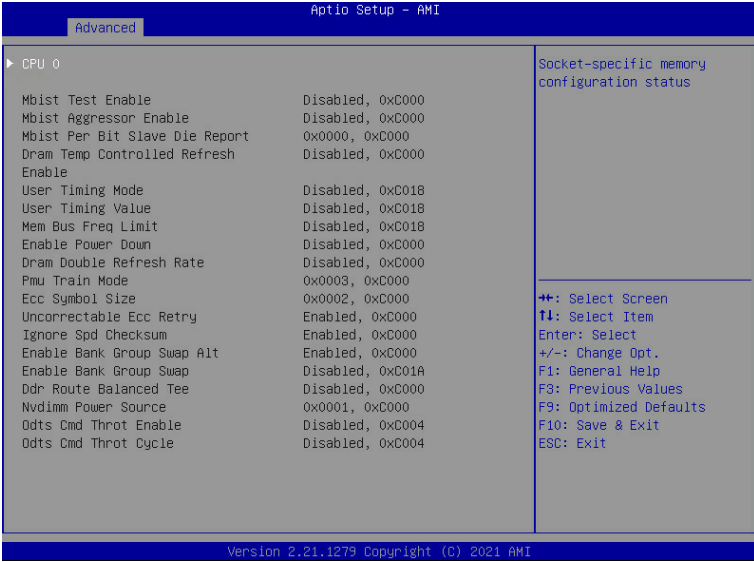 Aptio Setup – AMI
Advanced
▶ CPU 0
Mbist Test Enable Disabled, 0xC000
Mbist Aggressor Enable Disabled, 0xC000
Mbist Per Bit Slave Die Report 0x0000, 0xC000
Dram Temp Controlled Refresh Disabled, 0xC000
Enable
User Timing Mode Disabled, 0xC018
User Timing Value Disabled, 0xC018
Mem Bus Freq Limit Disabled, 0xC018
Enable Power Down Disabled, 0xC000
Dram Double Refresh Rate Disabled, 0xC000
Pmu Train Mode 0x0003, 0xC000
Ecc Symbol Size 0x0002, 0xC000
Uncorrectable Ecc Retry Enabled, 0xC000
Ignore Spd Checksum Enabled, 0xC000
Enable Bank Group Swap Alt Enabled, 0xC000
Enable Bank Group Swap Disabled, 0xC01A
Ddr Route Balanced Tee Disabled, 0xC000
Nvdimm Power Source 0x0001, 0xC000
Odts Cmd Throt Enable Disabled, 0xC004
Odts Cmd Throt Cycle Disabled, 0xC004
Socket-specific memory
configuration status
→←: Select Screen
↑↓: Select Item
Enter: Select
+/-: Change Opt.
F1: General Help
F3: Previous Values
F9: Optimized Defaults
F10: Save & Exit
ESC: Exit
Version 2.21.1279 Copyright (C) 2021 AMI